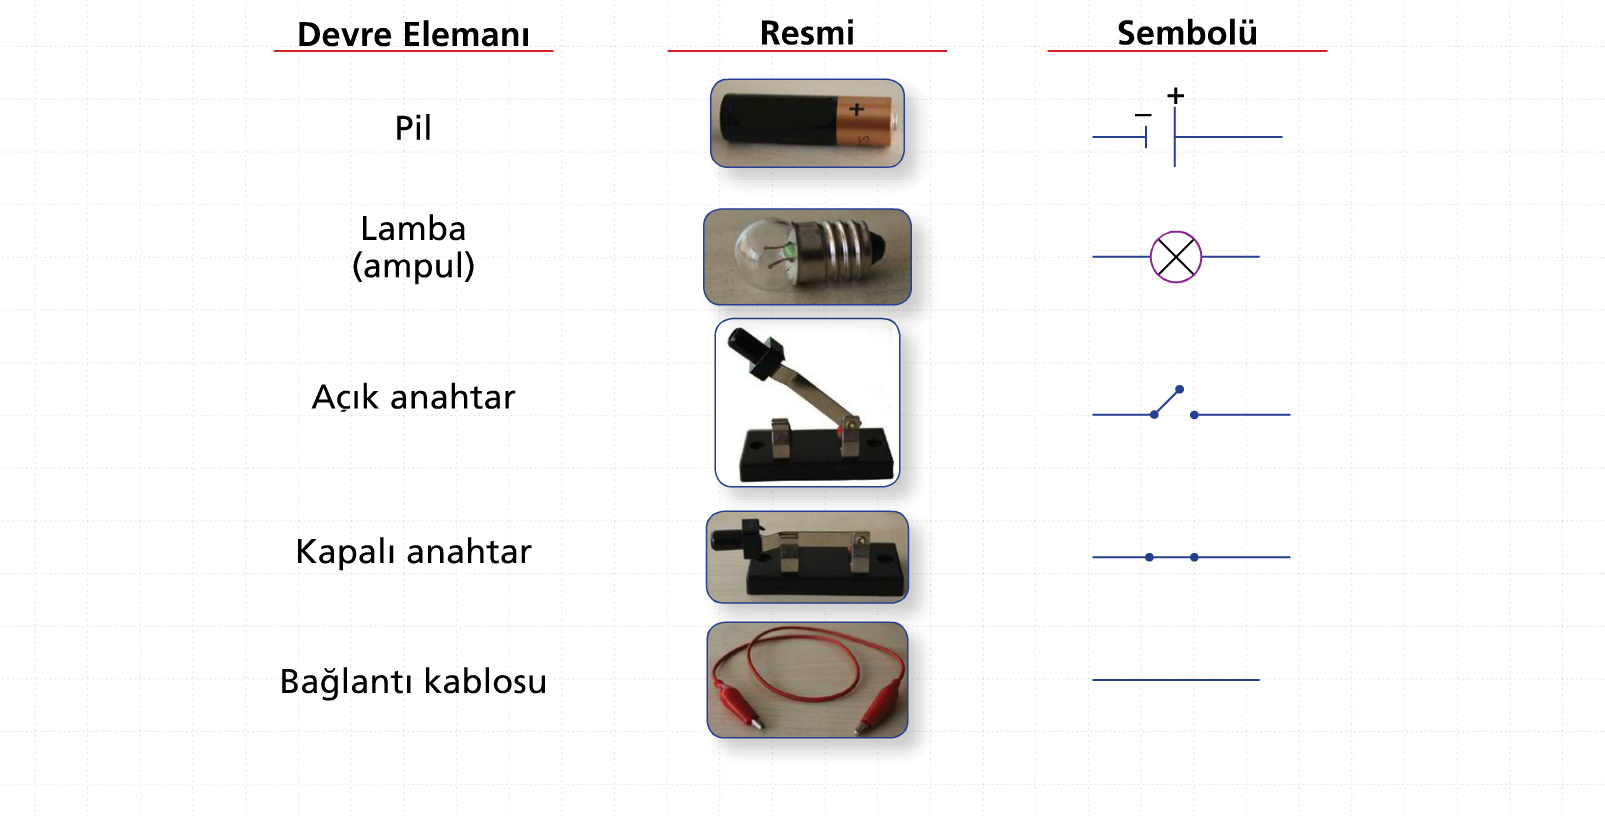 Devre Elemanı Resmi Sembolü
Pil
+
− +
Lamba
(ampul)
Açık anahtar
Kapalı anahtar
Bağlantı kablosu